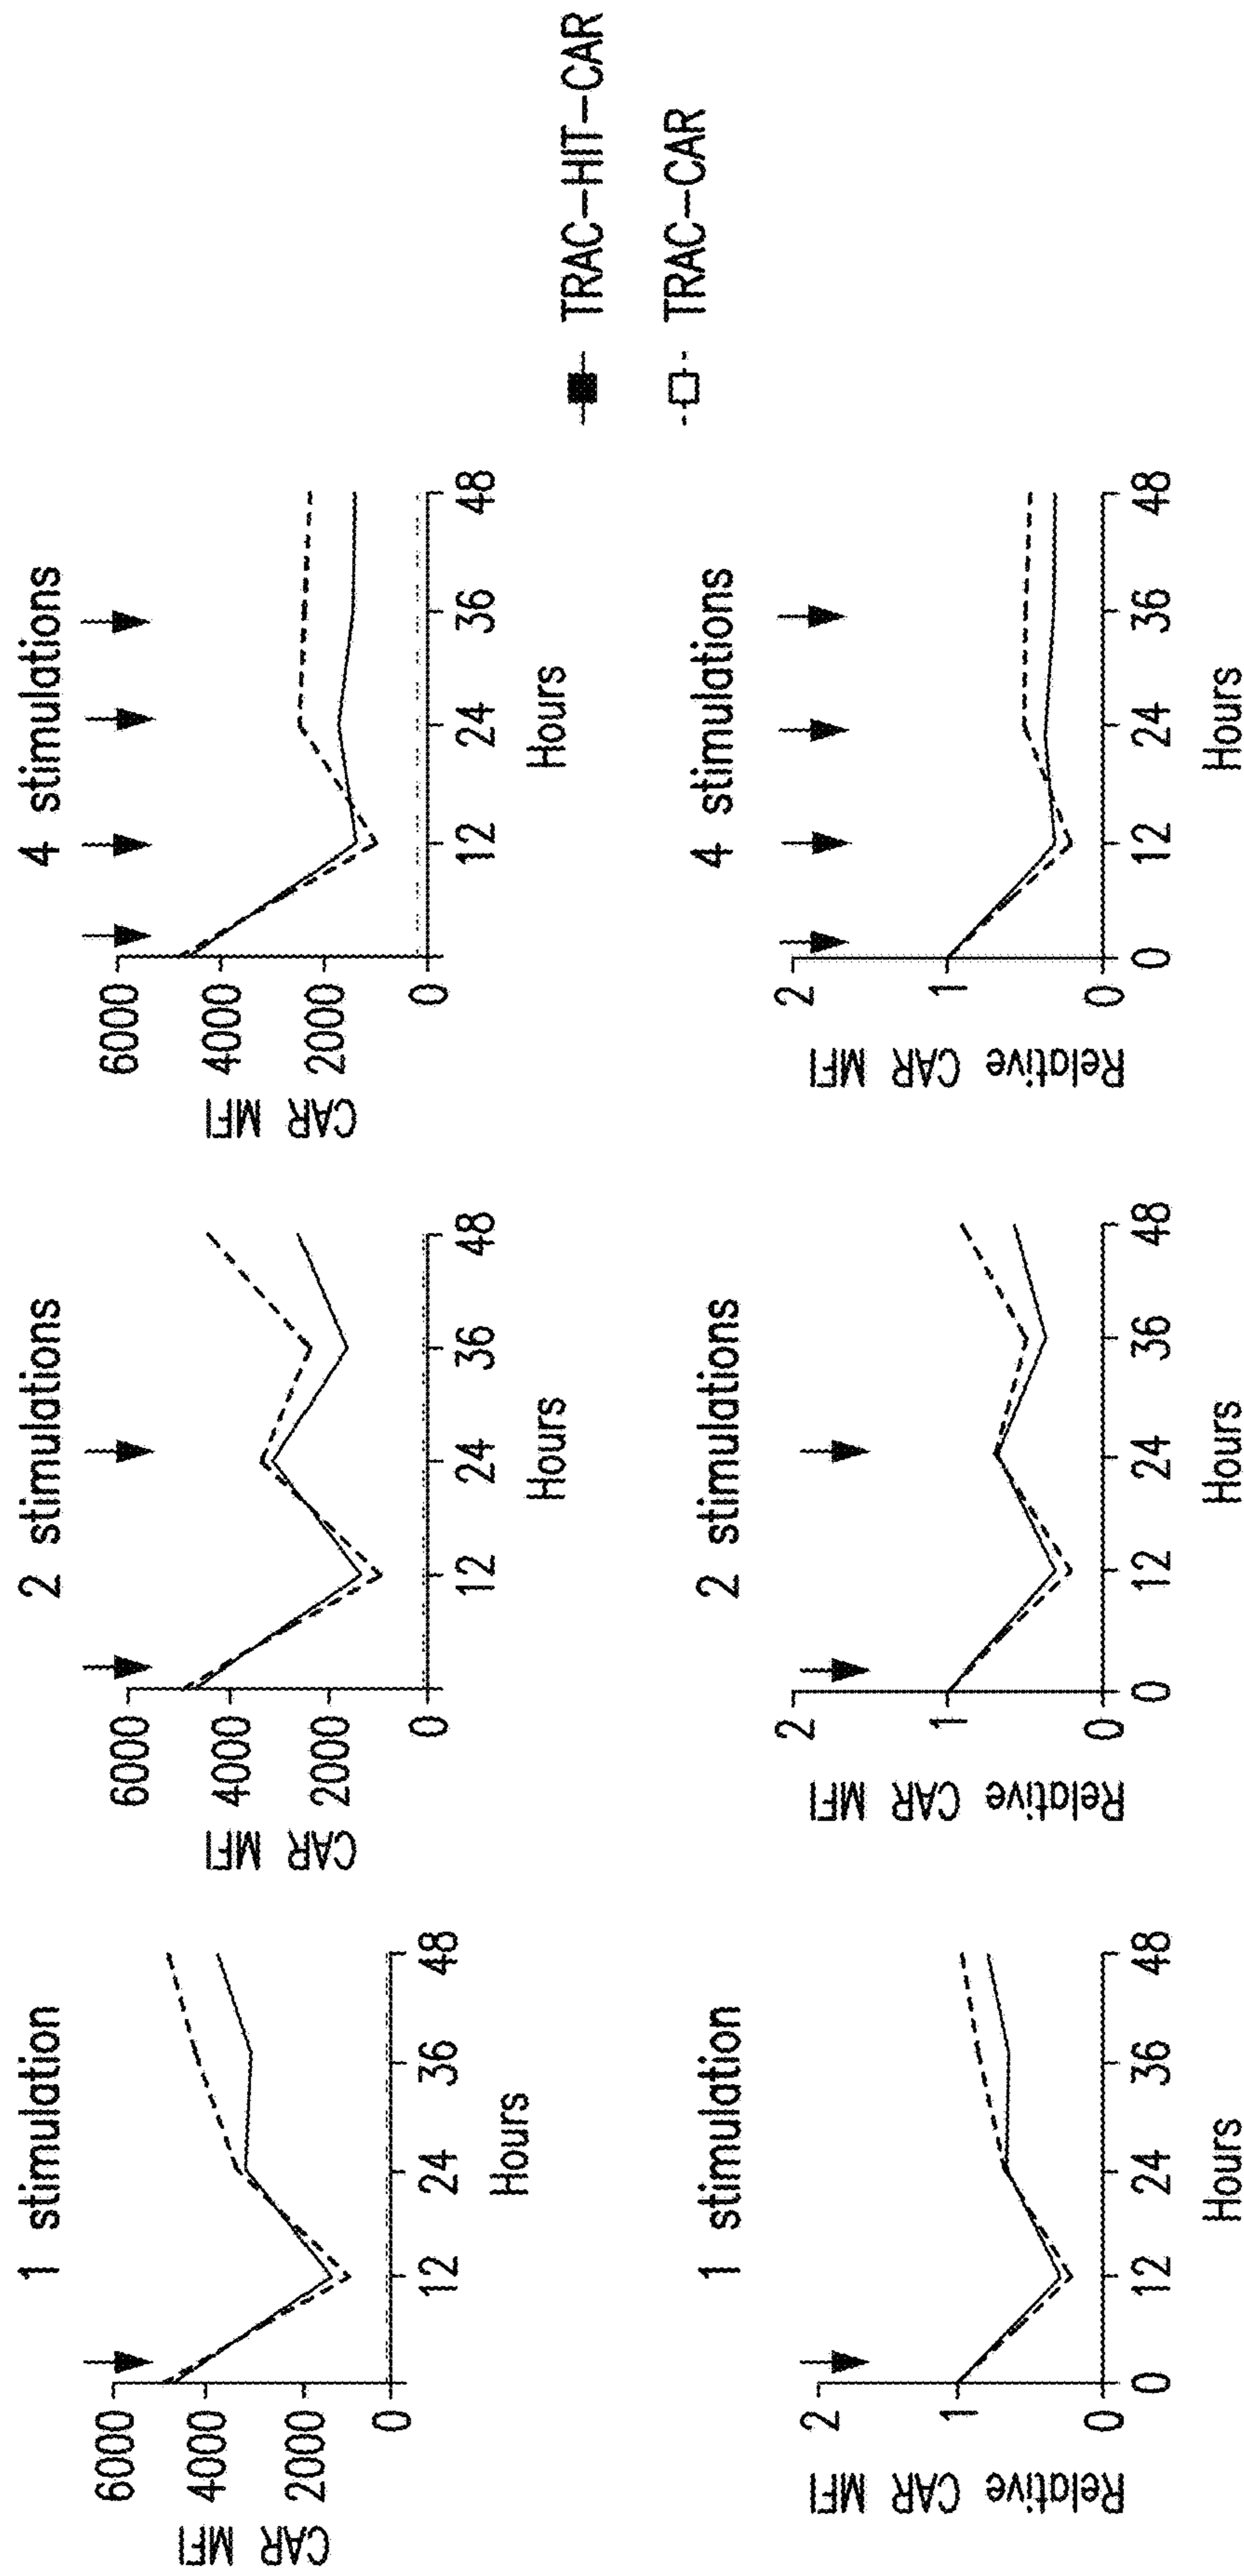 1 stimulation
CAR MFI
6000
4000
2000
0
12 24 36 48
Hours
2 stimulations
CAR MFI
6000
4000
2000
0
12 24 36 48
Hours
4 stimulations
CAR MFI
6000
4000
2000
0
12 24 36 48
Hours
TRAC-HIT-CAR
TRAC-CAR
1 stimulation
Relative CAR MFI
2
1
0
0 12 24 36 48
Hours
2 stimulations
Relative CAR MFI
2
1
0
0 12 24 36 48
Hours
4 stimulations
Relative CAR MFI
2
1
0
0 12 24 36 48
Hours